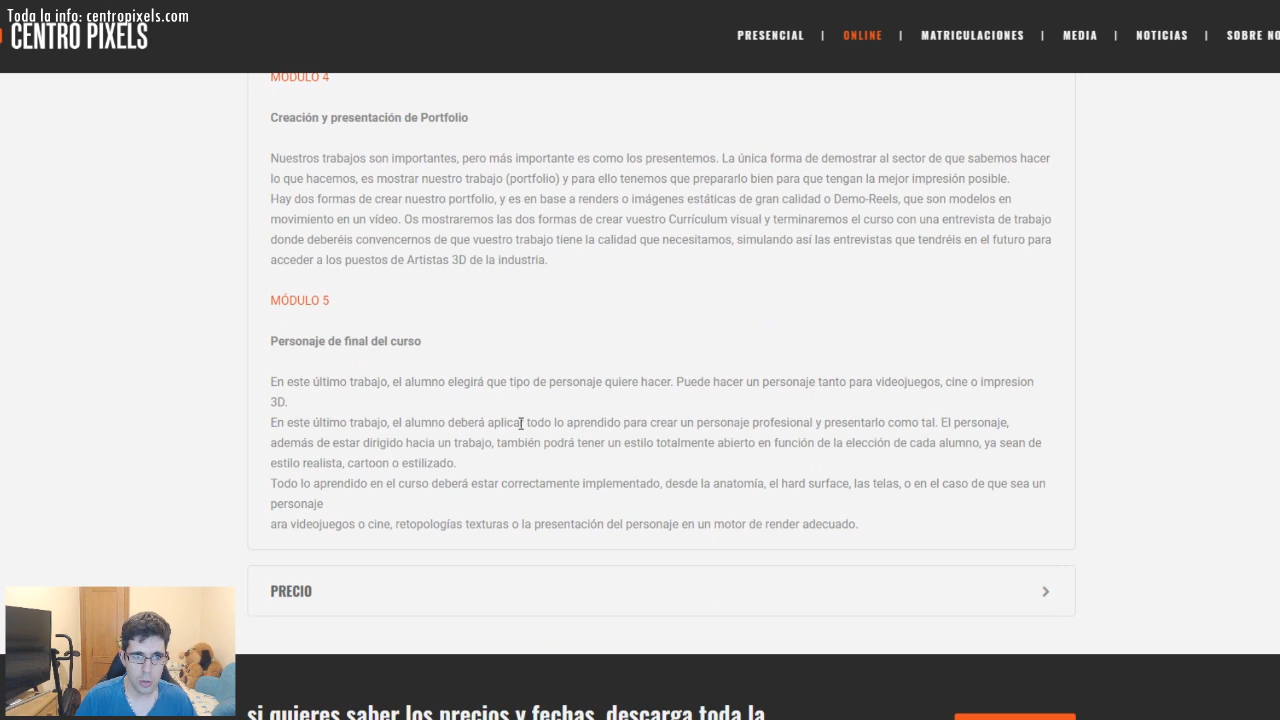 Toda la info: centropixels.com
CENTRO PIXELS
PRESENCIAL | ONLINE | MATRICULACIONES | MEDIA | NOTICIAS | SOBRE NO
MÓDULO 4
Creación y presentación de Portfolio
Nuestros trabajos son importantes, pero más importante es como los presentemos. La única forma de demostrar al sector de que sabemos hacer
lo que hacemos, es mostrar nuestro trabajo (portfolio) y para ello tenemos que prepararlo bien para que tengan la mejor impresión posible.
Hay dos formas de crear nuestro portfolio, y es en base a renders o imágenes estáticas de gran calidad o Demo-Reels, que son modelos en
movimiento en un vídeo. Os mostraremos las dos formas de crear vuestro Currículum visual y terminaremos el curso con una entrevista de trabajo
donde deberéis convencernos de que vuestro trabajo tiene la calidad que necesitamos, simulando así las entrevistas que tendréis en el futuro para
acceder a los puestos de Artistas 3D de la industria.
MÓDULO 5
Personaje de final del curso
En este último trabajo, el alumno elegirá que tipo de personaje quiere hacer. Puede hacer un personaje tanto para videojuegos, cine o impresion
3D.
En este último trabajo, el alumno deberá aplicar todo lo aprendido para crear un personaje profesional y presentarlo como tal. El personaje,
además de estar dirigido hacia un trabajo, también podrá tener un estilo totalmente abierto en función de la elección de cada alumno, ya sean de
estilo realista, cartoon o estilizado.
Todo lo aprendido en el curso deberá estar correctamente implementado, desde la anatomía, el hard surface, las telas, o en el caso de que sea un
personaje
ara videojuegos o cine, retopologías texturas o la presentación del personaje en un motor de render adecuado.
PRECIO
si quieres saber los precios y fechas, descarga toda la